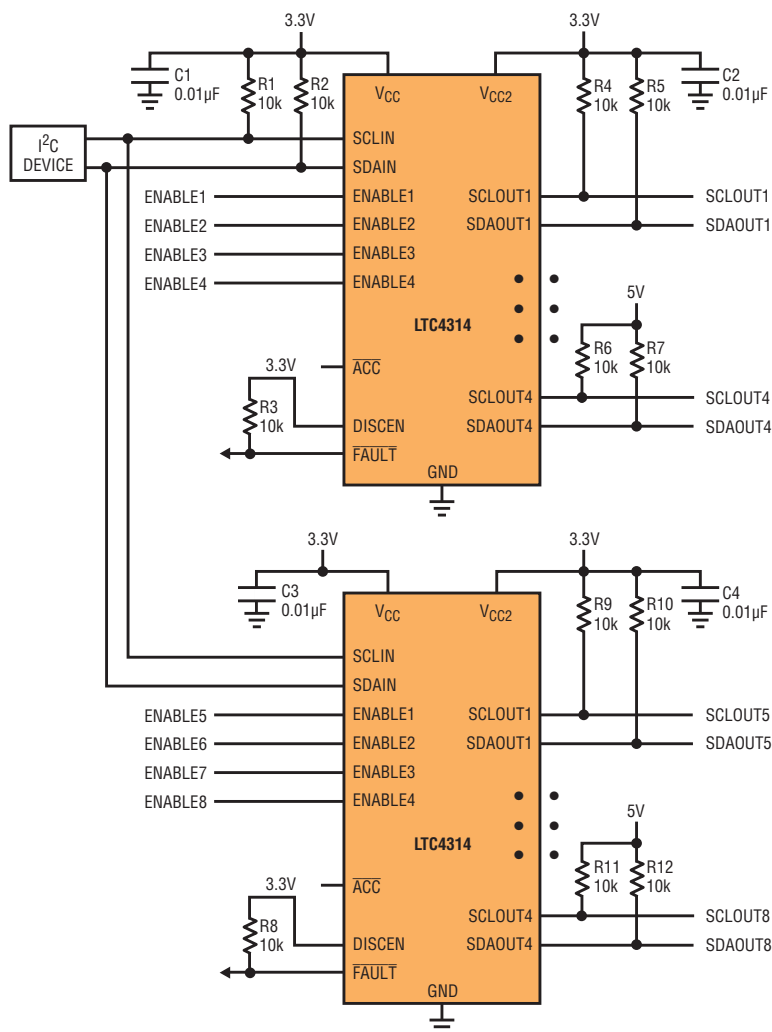 3.3V
3.3V
C1
0.01µF
R1
10k
R2
10k
VCC
VCC2
R4
10k
R5
10k
C2
0.01µF
I2C
DEVICE
SCLIN
SDAIN
ENABLE1
ENABLE1
SCLOUT1
SCLOUT1
ENABLE2
ENABLE2
SDAOUT1
SDAOUT1
ENABLE3
ENABLE3
ENABLE4
ENABLE4
5V
LTC4314
R6
10k
R7
10k
3.3V
ACC
R3
10k
SCLOUT4
SCLOUT4
DISCEN
SDAOUT4
SDAOUT4
FAULT
GND
3.3V
3.3V
C3
0.01µF
VCC
VCC2
R9
10k
R10
10k
C4
0.01µF
SCLIN
SDAIN
ENABLE5
ENABLE1
SCLOUT1
SCLOUT5
ENABLE6
ENABLE2
SDAOUT1
SDAOUT5
ENABLE7
ENABLE3
ENABLE8
ENABLE4
5V
LTC4314
R11
10k
R12
10k
3.3V
ACC
R8
10k
SCLOUT4
SCLOUT8
DISCEN
SDAOUT4
SDAOUT8
FAULT
GND